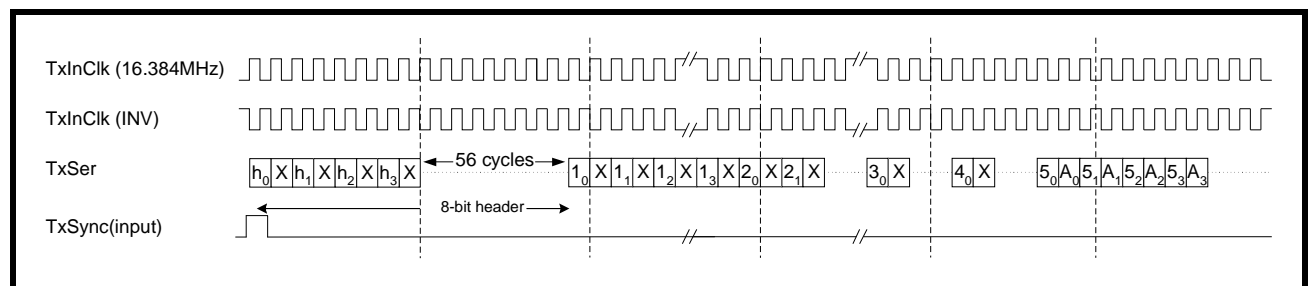 TxInClk (16.384MHz)
TxInClk (INV)
TxSer h₀ X h₁ X h₂ X h₃ X 56 cycles 1₀ X 1₁ X 1₂ X 1₃ X 2₀ X 2₁ X 3₀ X 4₀ X 5₀ A₀ 5₁ A₁ 5₂ A₂ 5₃ A₃
8-bit header
TxSync(input)